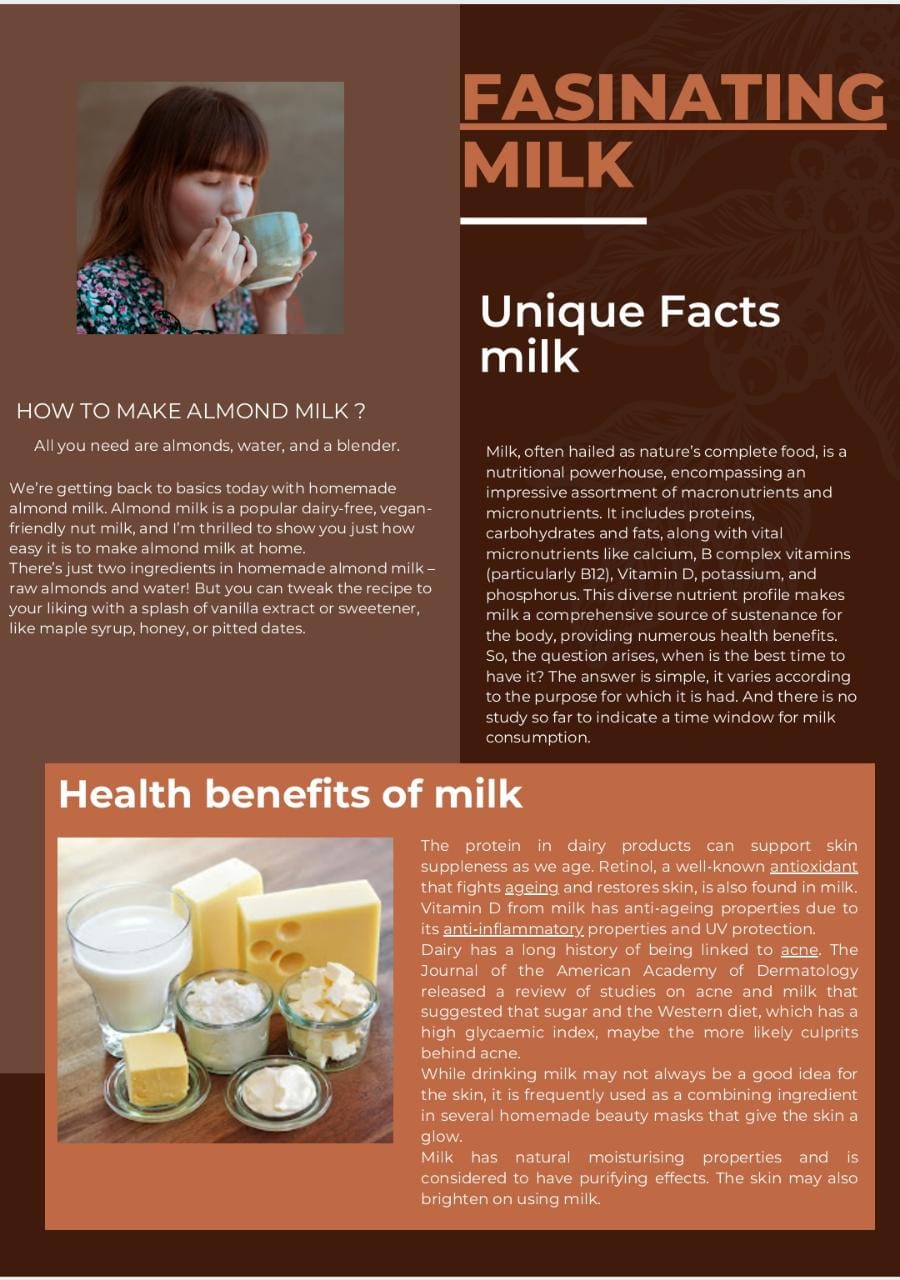 FASINATING
MILK
Unique Facts
milk
Milk, often hailed as nature's complete food, is a
nutritional powerhouse, encompassing an
impressive assortment of macronutrients and
micronutrients. It includes proteins,
carbohydrates and fats, along with vital
micronutrients like calcium, B complex vitamins
(particularly B12), Vitamin D, potassium, and
phosphorus. This diverse nutrient profile makes
milk a comprehensive source of sustenance for
the body, providing numerous health benefits.
So, the question arises, when is the best time to
have it? The answer is simple, it varies according
to the purpose for which it is had. And there is no
study so far to indicate a time window for milk
consumption.
HOW TO MAKE ALMOND MILK ?
All you need are almonds, water, and a blender.
We're getting back to basics today with homemade
almond milk. Almond milk is a popular dairy-free, vegan-
friendly nut milk, and I'm thrilled to show you just how
easy it is to make almond milk at home.
There's just two ingredients in homemade almond milk –
raw almonds and water! But you can tweak the recipe to
your liking with a splash of vanilla extract or sweetener,
like maple syrup, honey, or pitted dates.
Health benefits of milk
The protein in dairy products can support skin
suppleness as we age. Retinol, a well-known antioxidant
that fights ageing and restores skin, is also found in milk.
Vitamin D from milk has anti-ageing properties due to
its anti-inflammatory properties and UV protection.
Dairy has a long history of being linked to acne. The
Journal of the American Academy of Dermatology
released a review of studies on acne and milk that
suggested that sugar and the Western diet, which has a
high glycaemic index, maybe the more likely culprits
behind acne.
While drinking milk may not always be a good idea for
the skin, it is frequently used as a combining ingredient
in several homemade beauty masks that give the skin a
glow.
Milk has natural moisturising properties and is
considered to have purifying effects. The skin may also
brighten on using milk.